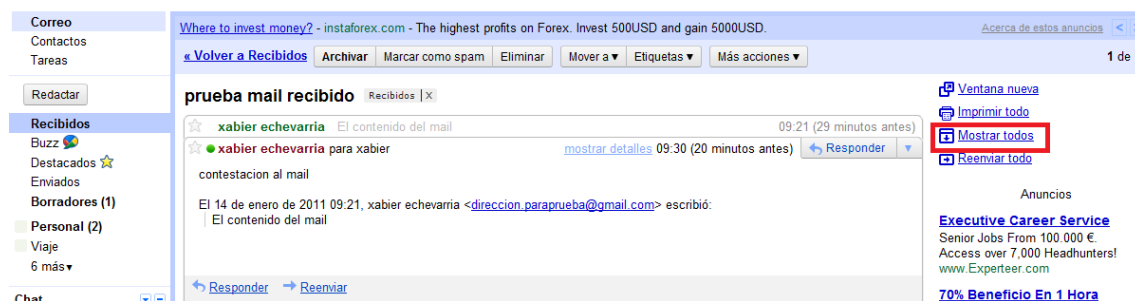 Correo
Contactos
Tareas
Redactar
Recibidos
Buzz
Destacados
Enviados
Borradores (1)
Personal (2)
Viaje
6 más▾
Chat
Where to invest money? - instaforex.com - The highest profits on Forex. Invest 500USD and gain 5000USD.
Acerca de estos anuncios <
« Volver a Recibidos Archivar Marcar como spam Eliminar Mover a ▾ Etiquetas ▾ Más acciones ▾ 1 de
prueba mail recibido Recibidos | X
xabier echevarria El contenido del mail 09:21 (29 minutos antes)
xabier echevarria para xabier mostrar detalles 09:30 (20 minutos antes) Responder ▾
contestacion al mail
El 14 de enero de 2011 09:21, xabier echevarria <direccion.paraprueba@gmail.com> escribió:
El contenido del mail
Responder Reenviar
Ventana nueva
Imprimir todo
Mostrar todos
Reenviar todo
Anuncios
Executive Career Service
Senior Jobs From 100.000 €.
Access over 7,000 Headhunters!
www.Experteer.com
70% Beneficio En 1 Hora